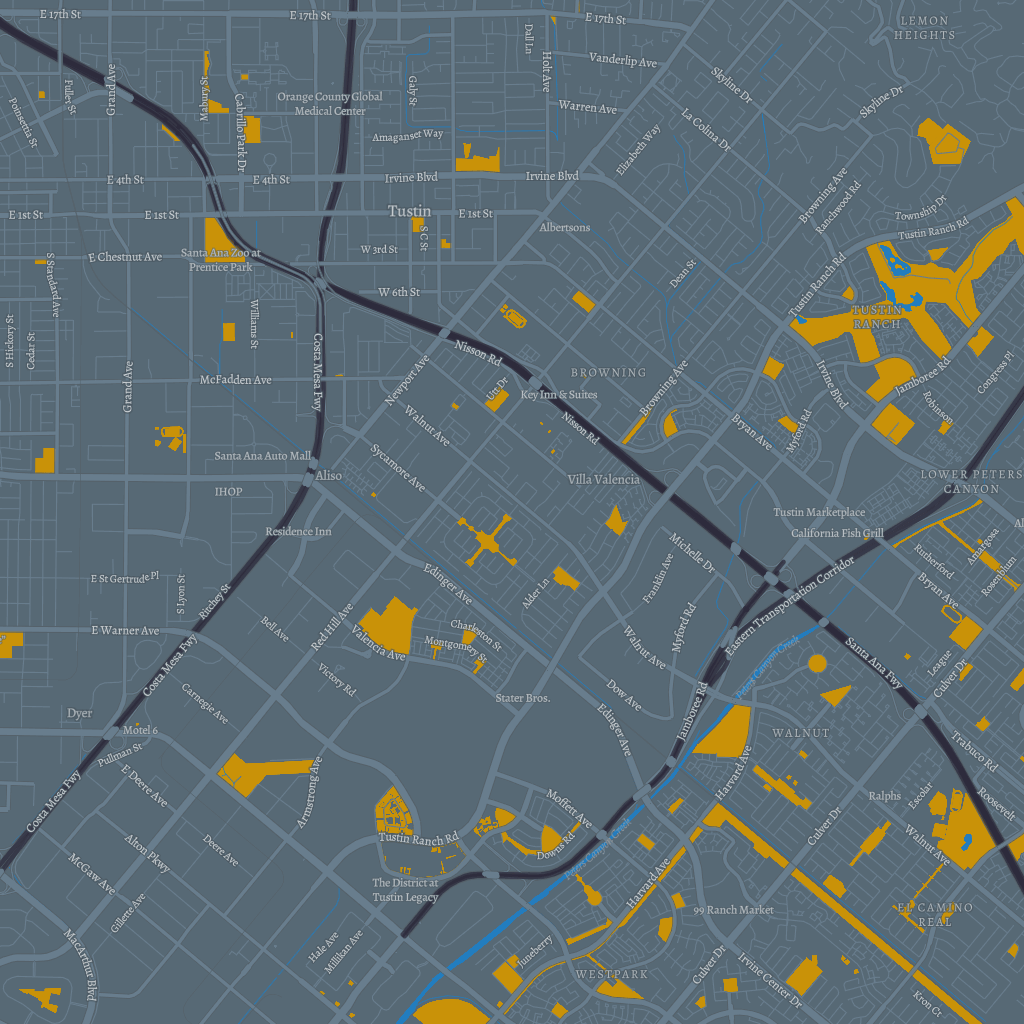 E 17th St
E 17th St
E 17th St
LEMON
HEIGHTS
Dall Ln
Holt Ave
Vanderlip Ave
Skyline Dr
Skyline Dr
Grand Ave
Fuller St
Poinsettia St
Mabury St
Cabrillo Park Dr
Orange County Global
Medical Center
Galy St
Warren Ave
La Colina Dr
Amaganset Way
Elizabeth Way
E 4th St
E 4th St
Irvine Blvd
Irvine Blvd
Browning Ave
Ranchwood Rd
Township Dr
Tustin Ranch Rd
E 1st St
E 1st St
Tustin
E 1st St
Albertsons
S C St
W 3rd St
E Chestnut Ave
Santa Ana Zoo at
Prentice Park
S Standard Ave
Dean St
Tustin Ranch Rd
W 6th St
TUSTIN
RANCH
S Hickory St
Cedar St
Williams St
Costa Mesa Fwy
Nisson Rd
Newport Ave
BROWNING
Browning Ave
Irvine Blvd
Jamboree Rd
Congress Pl
Grand Ave
McFadden Ave
Utt Dr
Key Inn & Suites
Robinson
Walnut Ave
Nisson Rd
Bryan Ave
Myford Rd
Santa Ana Auto Mall
Sycamore Ave
Aliso
Villa Valencia
LOWER PETERS
CANYON
IHOP
Tustin Marketplace
California Fish Grill
Residence Inn
Michelle Dr
Rutherford
Amargosa
Rosenblum
Bryan Ave
E St Gertrude Pl
S Lyon St
Ritchey St
Edinger Ave
Alder Ln
Franklin Ave
Eastern Transportation Corridor
Myford Rd
Red Hill Ave
Bell Ave
E Warner Ave
Charleston St
Montgomery St
Valencia Ave
Walnut Ave
Santa Ana Fwy
Peters Canyon Creek
League
Culver Dr
Costa Mesa Fwy
Victory Rd
Carnegie Ave
Stater Bros.
Dow Ave
Jamboree Rd
Dyer
Motel 6
Edinger Ave
WALNUT
Trabuco Rd
Pullman St
E Deere Ave
Costa Mesa Fwy
Armstrong Ave
Moffett Ave
Harvard Ave
Ralphs
Escolar
Roosevelt
Culver Dr
Walnut Ave
Tustin Ranch Rd
Downs Rd
Peters Canyon Creek
Alton Pkwy
Deere Ave
McGaw Ave
The District at
Tustin Legacy
Harvard Ave
99 Ranch Market
EL CAMINO
REAL
Gillette Ave
Hale Ave
Millikan Ave
Juneberry
MacArthur Blvd
WESTPARK
Culver Dr
Irvine Center Dr
Kron Ct